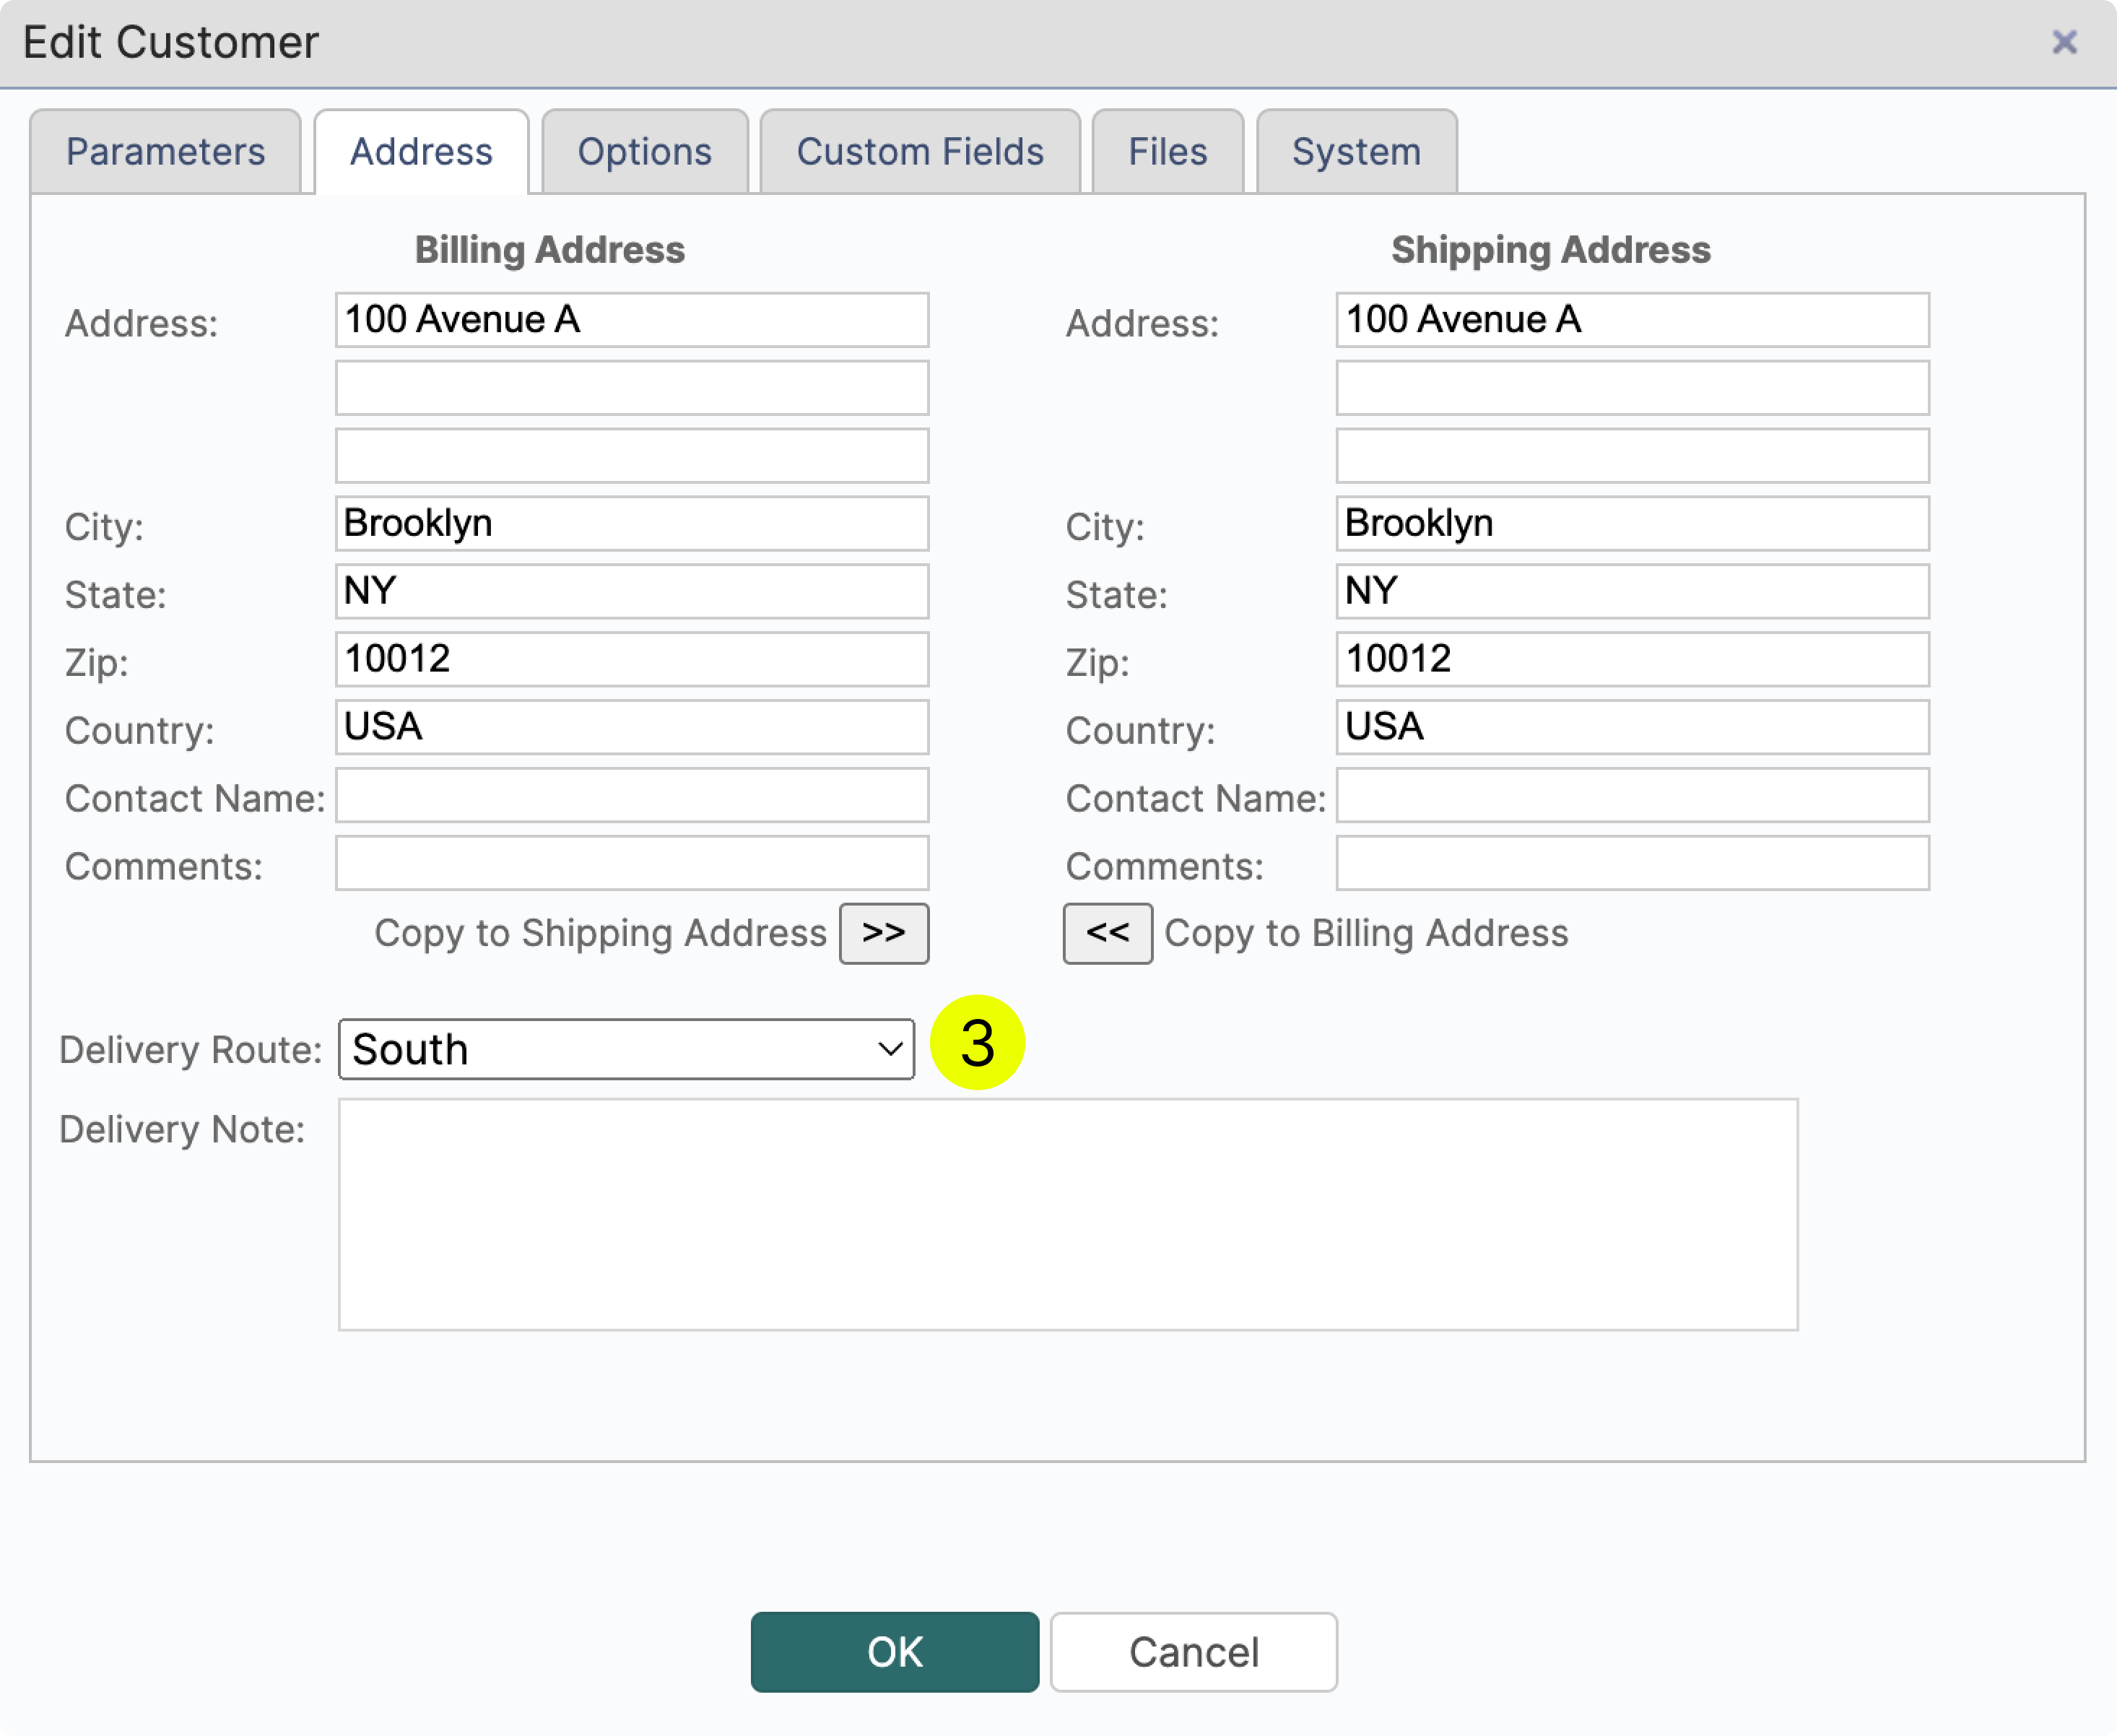 Edit Customer ×
Parameters Address Options Custom Fields Files System
Billing Address Shipping Address
Address: 100 Avenue A Address: 100 Avenue A
City: Brooklyn City: Brooklyn
State: NY State: NY
Zip: 10012 Zip: 10012
Country: USA Country: USA
Contact Name: Contact Name:
Comments: Comments:
Copy to Shipping Address >> << Copy to Billing Address
Delivery Route: South 3
Delivery Note:
OK Cancel